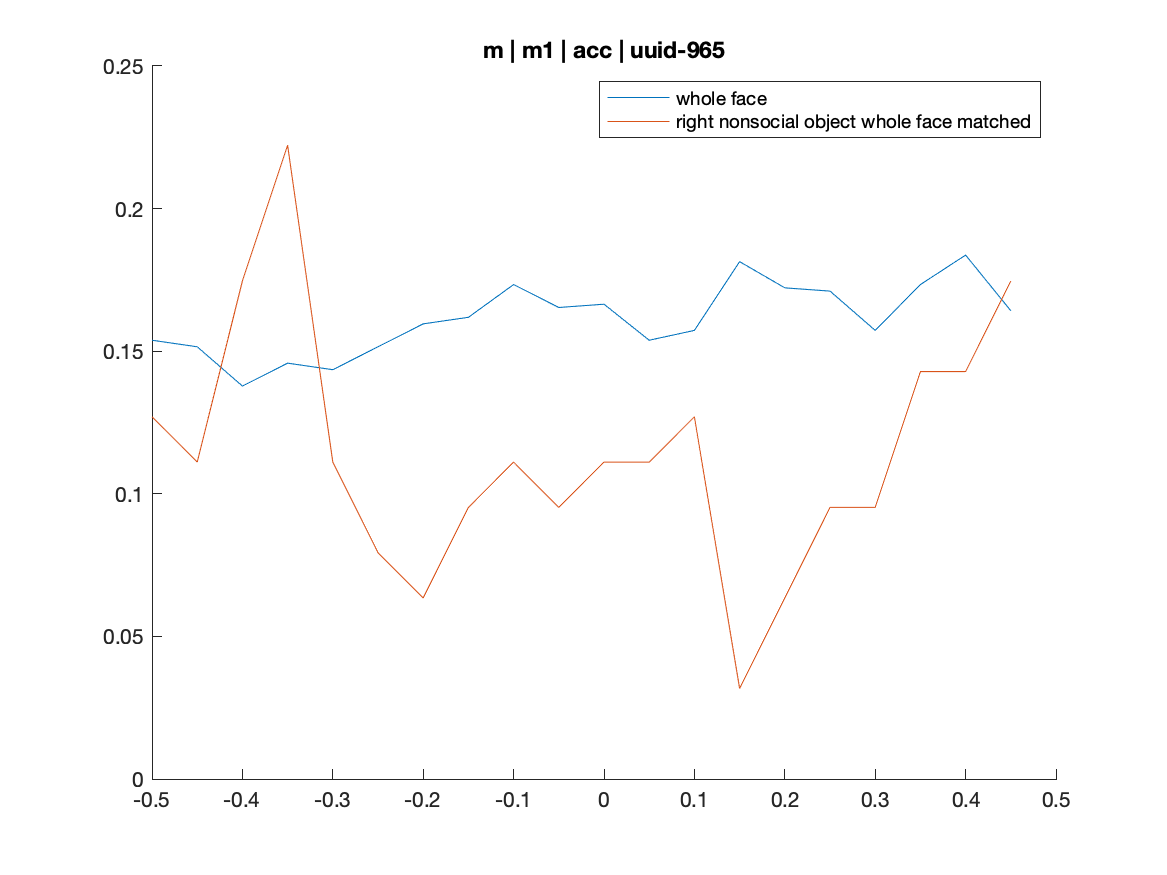 m | m1 | acc | uuid-965
whole face
right nonsocial object whole face matched
0.25
0.2
0.15
0.1
0.05
0
-0.5 -0.4 -0.3 -0.2 -0.1 0 0.1 0.2 0.3 0.4 0.5